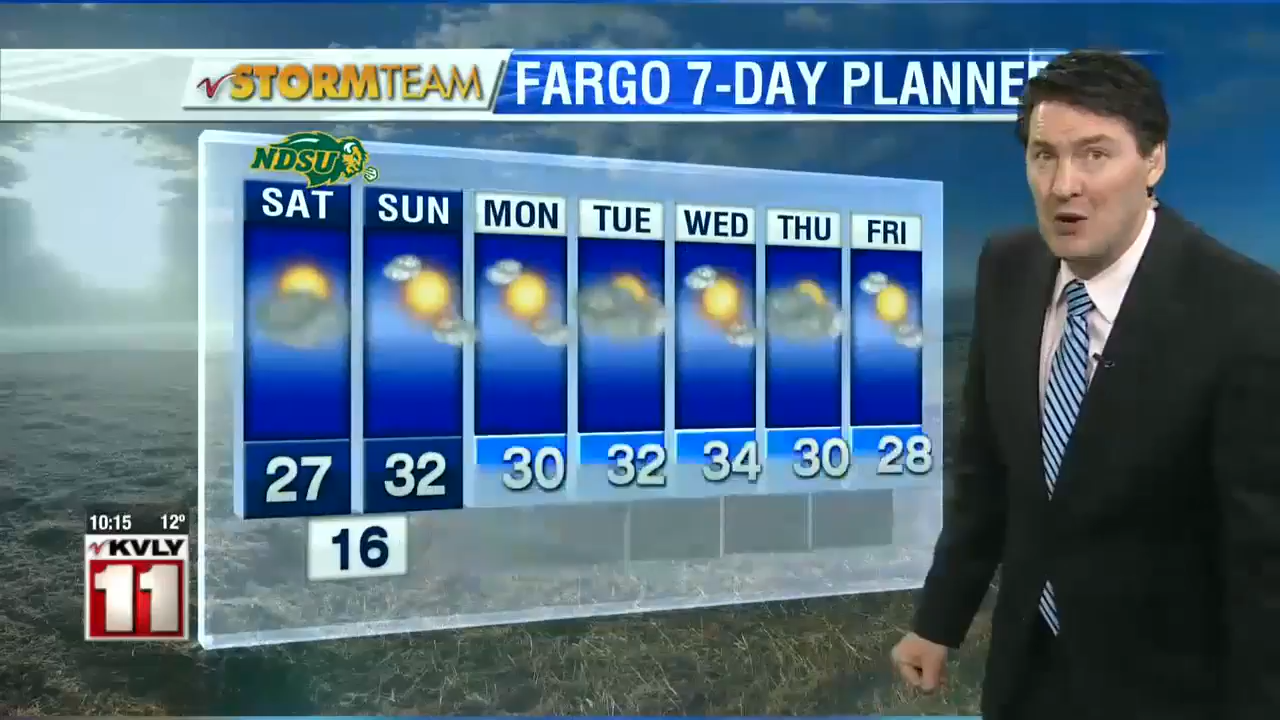 STORMTEAM
FARGO 7-DAY PLANNE
NDSU
SAT SUN MON TUE WED THU FRI
27 32 30 32 34 30 28
16
10:15 12°
KVLY
11